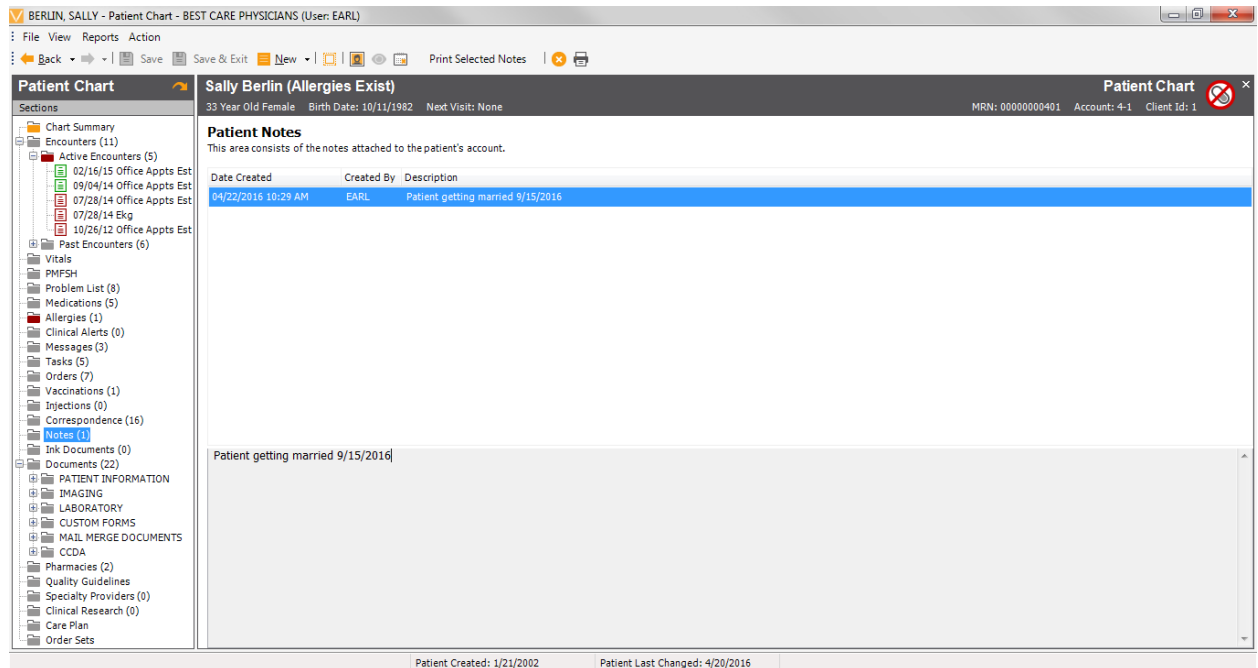 BERLIN, SALLY - Patient Chart - BEST CARE PHYSICIANS (User: EARL)
File View Reports Action
Back Save Save & Exit New Print Selected Notes
Patient Chart
Sections
Chart Summary
Encounters (11)
Active Encounters (5)
02/16/15 Office Appts Est
09/04/14 Office Appts Est
07/28/14 Office Appts Est
07/28/14 Ekg
10/26/12 Office Appts Est
Past Encounters (6)
Vitals
PMFSH
Problem List (8)
Medications (5)
Allergies (1)
Clinical Alerts (0)
Messages (3)
Tasks (5)
Orders (7)
Vaccinations (1)
Injections (0)
Correspondence (16)
Notes (1)
Ink Documents (0)
Documents (22)
PATIENT INFORMATION
IMAGING
LABORATORY
CUSTOM FORMS
MAIL MERGE DOCUMENTS
CCDA
Pharmacies (2)
Quality Guidelines
Specialty Providers (0)
Clinical Research (0)
Care Plan
Order Sets
Sally Berlin (Allergies Exist) Patient Chart
33 Year Old Female Birth Date: 10/11/1982 Next Visit: None MRN: 00000000401 Account: 4-1 Client Id: 1
Patient Notes
This area consists of the notes attached to the patient's account.
Date Created Created By Description
04/22/2016 10:29 AM EARL Patient getting married 9/15/2016
Patient getting married 9/15/2016
Patient Created: 1/21/2002 Patient Last Changed: 4/20/2016